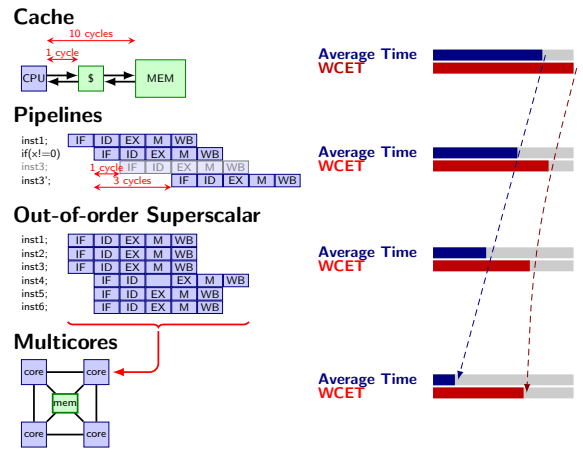 Cache
10 cycles
1 cycle
CPU
$
MEM
Average Time
WCET
Pipelines
inst1; IF ID EX M WB
if(x!=0) IF ID EX M WB
inst3; IF ID EX M WB
1 cycle
3 cycles
inst3'; IF ID EX M WB
Average Time
WCET
Out-of-order Superscalar
inst1; IF ID EX M WB
inst2; IF ID EX M WB
inst3; IF ID EX M WB
inst4; IF ID EX M WB
inst5; IF ID EX M WB
inst6; IF ID EX M WB
Average Time
WCET
Multicores
core core
mem
core core
Average Time
WCET